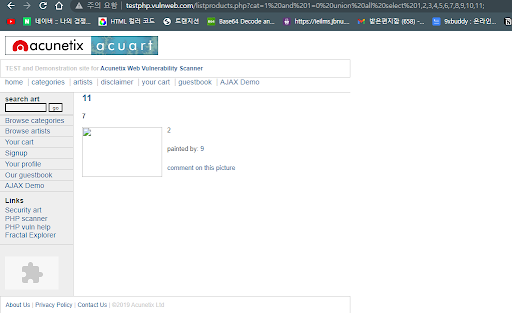 주의 요함 | testphp.vulnweb.com/listproducts.php?cat=1%20and%201=0%20union%20all%20select%201,2,3,4,5,6,7,8,9,10,11;
네이버 :: 나의 경쟁...
HTML 컬러 코드
트랜지션
Base64 Decode an...
https://ieilms.jbnu...
받은편지함 (658) -...
9xbuddy : 온라인...
acunetix acuart
TEST and Demonstration site for Acunetix Web Vulnerability Scanner
home | categories | artists | disclaimer | your cart | guestbook | AJAX Demo
search art
go
Browse categories
Browse artists
Your cart
Signup
Your profile
Our guestbook
AJAX Demo
Links
Security art
PHP scanner
PHP vuln help
Fractal Explorer
11
7
2
painted by: 9
comment on this picture
About Us | Privacy Policy | Contact Us | ©2019 Acunetix Ltd